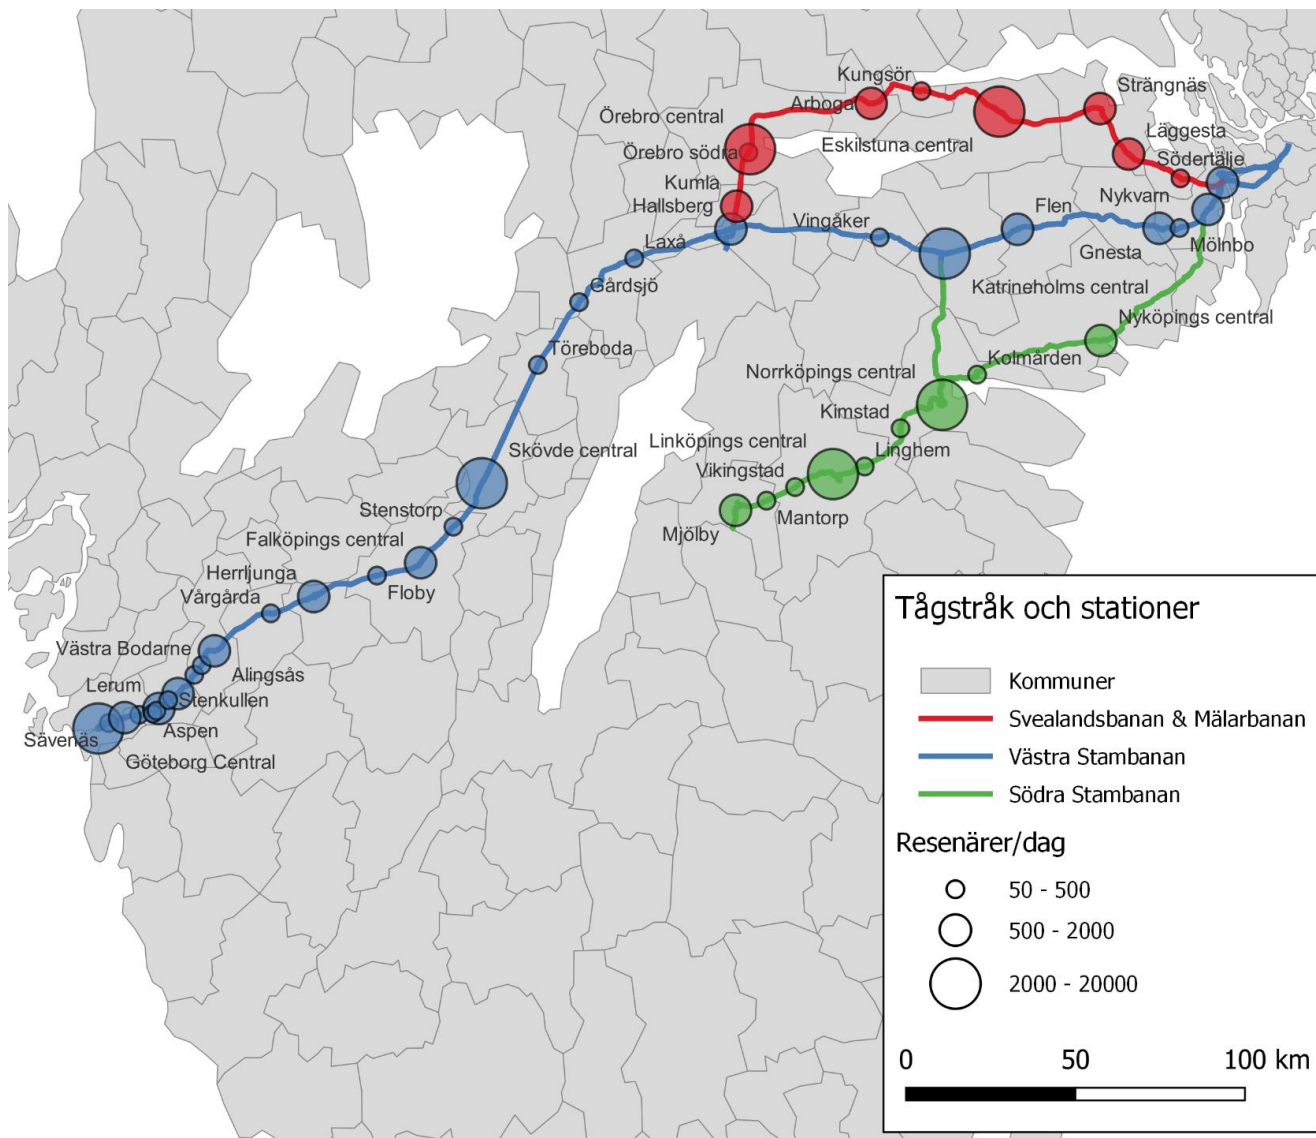 Kungsör
Strängnäs
Arboga
Örebro central
Läggesta
Eskilstuna central
Örebro södra
Södertälje
Kumla
Nykvarn
Hallsberg
Flen
Vingåker
Laxå
Mölnbo
Gnesta
Gårdsjö
Katrineholms central
Nyköpings central
Töreboda
Kolmården
Norrköpings central
Kimstad
Linköpings central
Skövde central
Linghem
Vikingstad
Stenstorp
Mantorp
Mjölby
Falköpings central
Herrljunga
Floby
Vårgårda
Västra Bodarne
Alingsås
Lerum
Stenkullen
Aspen
Sävenäs
Göteborg Central
Tågstråk och stationer
Kommuner
Svealandsbanan & Mälarbanan
Västra Stambanan
Södra Stambanan
Resenärer/dag
50 - 500
500 - 2000
2000 - 20000
0 50 100 km